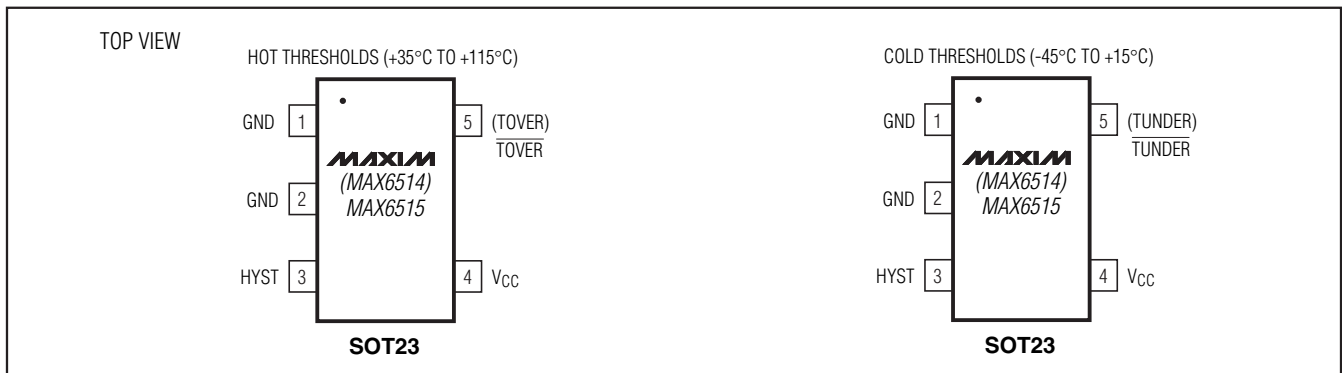 TOP VIEW
HOT THRESHOLDS (+35°C TO +115°C)
GND 1
5 (TOVER)
TOVER
MAXIM
(MAX6514)
MAX6515
GND 2
HYST 3
4 VCC
SOT23
COLD THRESHOLDS (-45°C TO +15°C)
GND 1
5 (TUNDER)
TUNDER
MAXIM
(MAX6514)
MAX6515
GND 2
HYST 3
4 VCC
SOT23